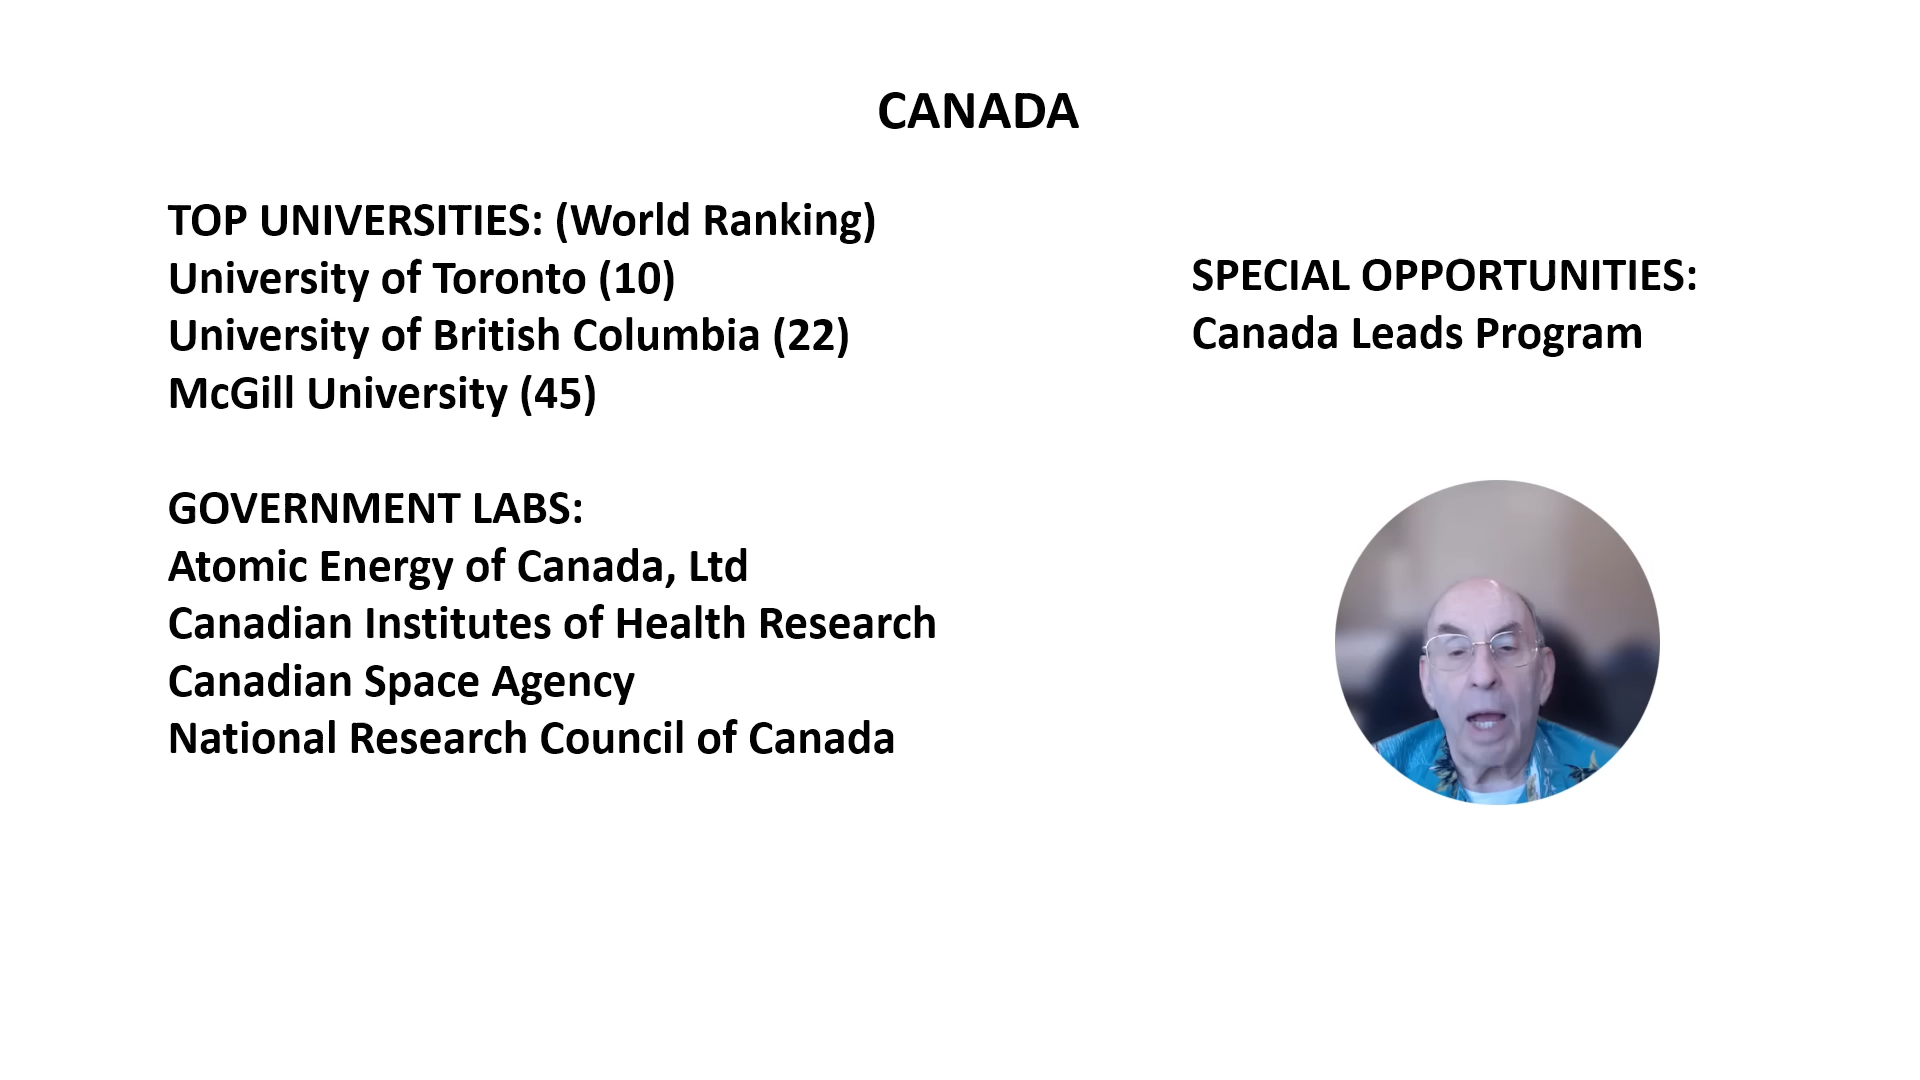 CANADA
TOP UNIVERSITIES: (World Ranking)
University of Toronto (10)
University of British Columbia (22)
McGill University (45)
GOVERNMENT LABS:
Atomic Energy of Canada, Ltd
Canadian Institutes of Health Research
Canadian Space Agency
National Research Council of Canada
SPECIAL OPPORTUNITIES:
Canada Leads Program